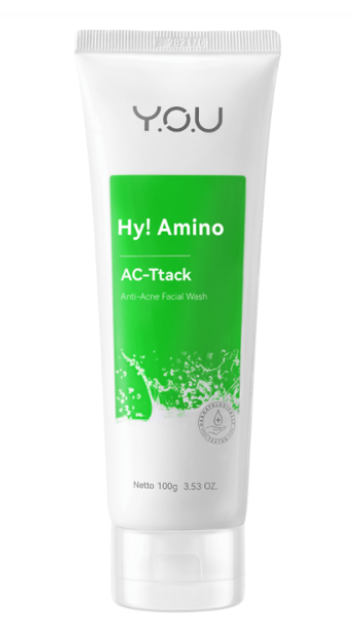 Y.O.U
Hy! Amino
AC-Ttack
Anti-Acne Facial Wash
Netto 100g 3.53 OZ.